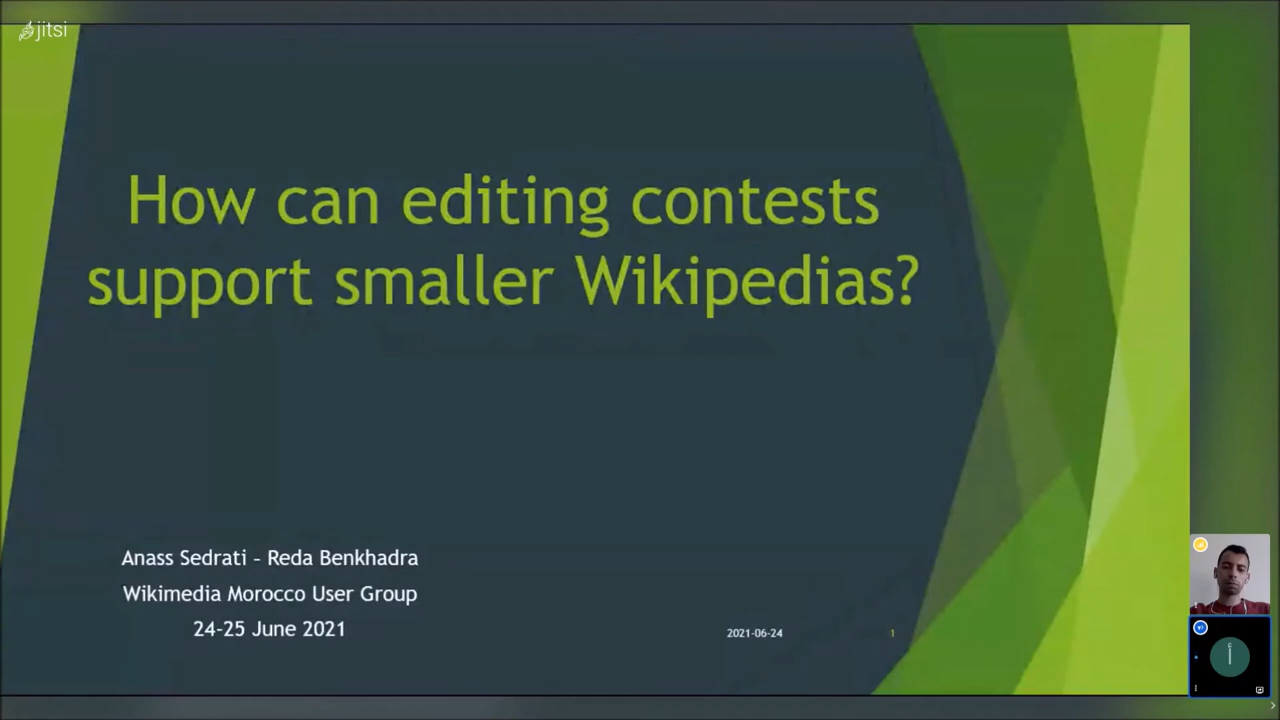 jitsi
How can editing contests
support smaller Wikipedias?
Anass Sedrati – Reda Benkhadra
Wikimedia Morocco User Group
24-25 June 2021
2021-06-24
1